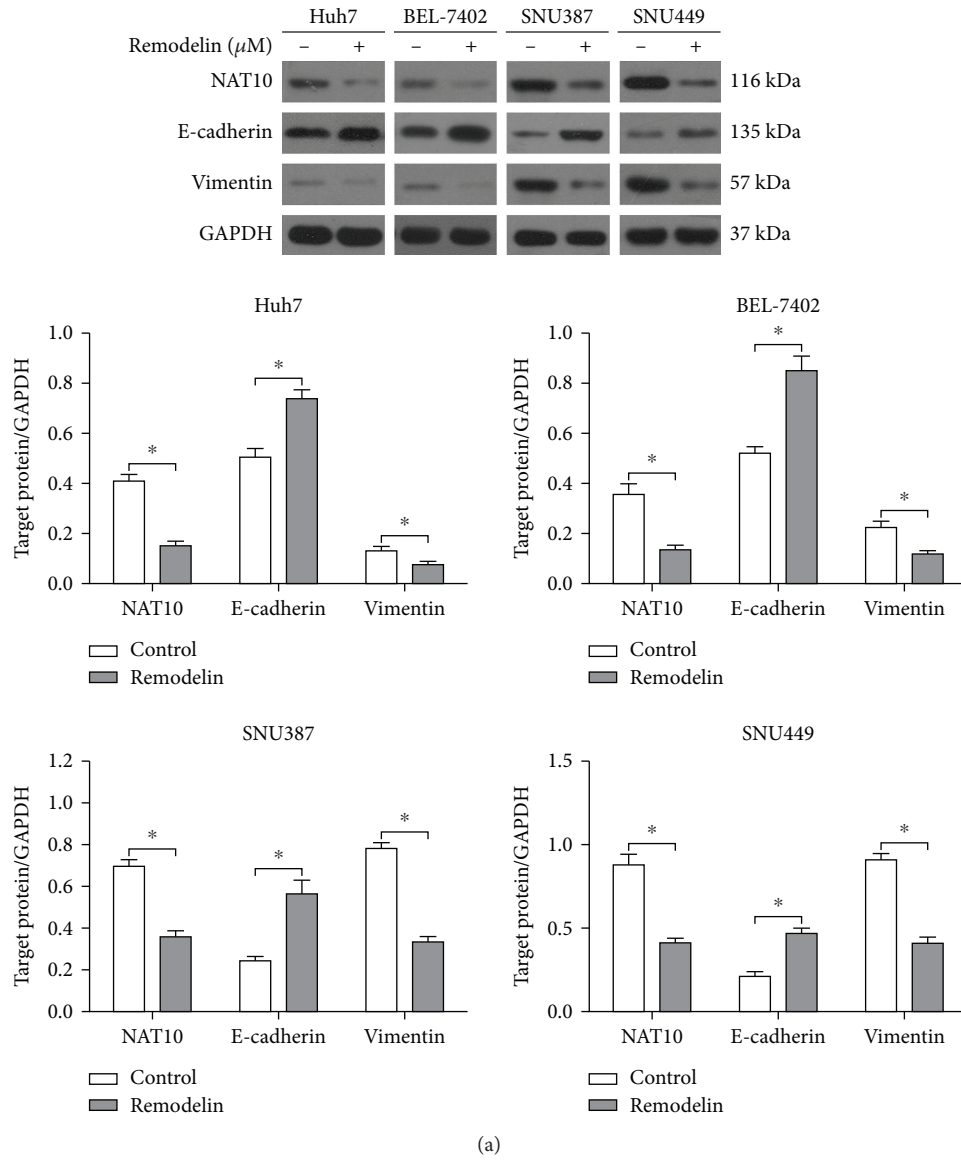 Huh7 BEL-7402 SNU387 SNU449
Remodelin (μM) – + – + – + – +
NAT10 116 kDa
E-cadherin 135 kDa
Vimentin 57 kDa
GAPDH 37 kDa
Huh7
Target protein/GAPDH
1.0
0.8
0.6
0.4
0.2
0.0
* * *
NAT10 E-cadherin Vimentin
Control
Remodelin
BEL-7402
Target protein/GAPDH
1.0
0.8
0.6
0.4
0.2
0.0
* * *
NAT10 E-cadherin Vimentin
Control
Remodelin
SNU387
Target protein/GAPDH
1.2
1.0
0.8
0.6
0.4
0.2
0.0
* * *
NAT10 E-cadherin Vimentin
Control
Remodelin
SNU449
Target protein/GAPDH
1.5
1.0
0.5
0.0
* * *
NAT10 E-cadherin Vimentin
Control
Remodelin
(a)